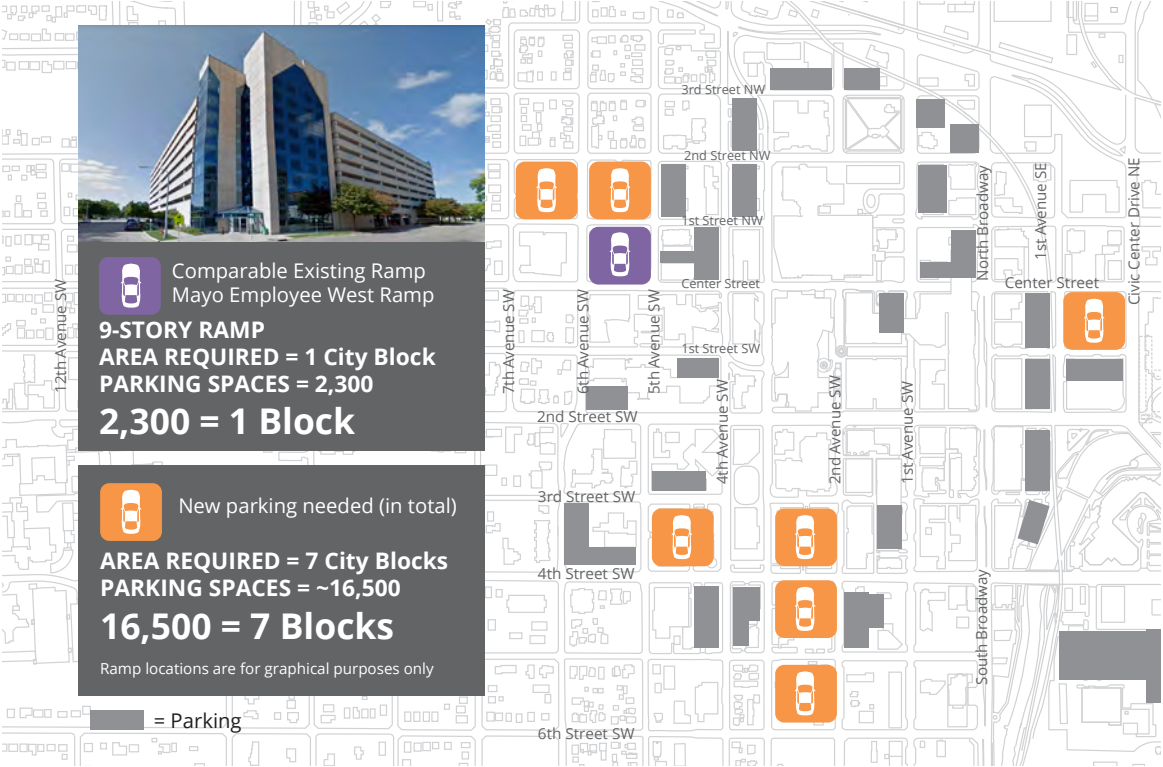 Comparable Existing Ramp
Mayo Employee West Ramp
9-STORY RAMP
AREA REQUIRED = 1 City Block
PARKING SPACES = 2,300
2,300 = 1 Block
New parking needed (in total)
AREA REQUIRED = 7 City Blocks
PARKING SPACES = ~16,500
16,500 = 7 Blocks
Ramp locations are for graphical purposes only
= Parking
3rd Street NW
2nd Street NW
1st Street NW
Center Street
Center Street
1st Street SW
2nd Street SW
3rd Street SW
4th Street SW
6th Street SW
12th Avenue SW
7th Avenue SW
6th Avenue SW
5th Avenue SW
4th Avenue SW
2nd Avenue SW
1st Avenue SW
North Broadway
South Broadway
1st Avenue SE
Civic Center Drive NE